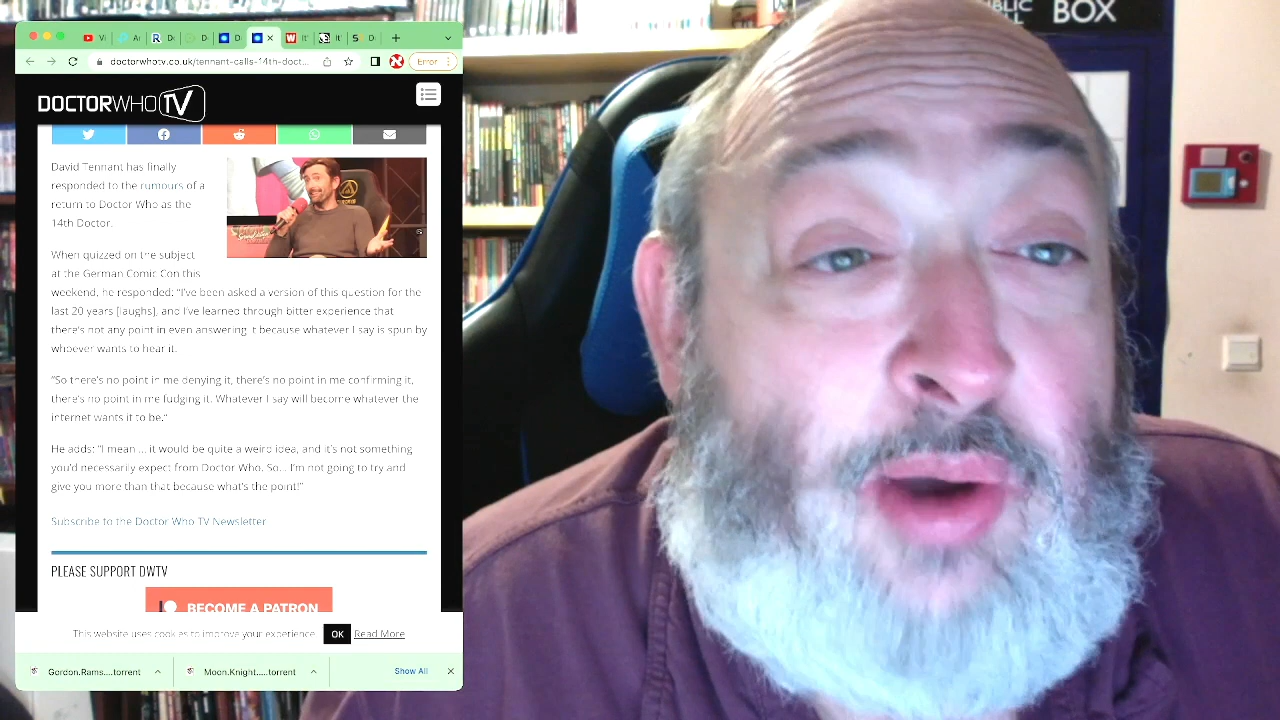 PUBLIC
BOX
doctorwhotv.co.uk/tennant-calls-14th-doct...
Error
DOCTORWHOTV
David Tennant has finally
responded to the rumours of a
return to Doctor Who as the
14th Doctor.
When quizzed on the subject
at the German Comic Con this
weekend, he responded: “I’ve been asked a version of this question for the
last 20 years [laughs], and I’ve learned through bitter experience that
there’s not any point in even answering it because whatever I say is spun by
whoever wants to hear it.
“So there’s no point in me denying it, there’s no point in me confirming it,
there’s no point in me fudging it. Whatever I say will become whatever the
internet wants it to be.”
He adds: “I mean … it would be quite a weird idea, and it’s not something
you’d necessarily expect from Doctor Who. So… I’m not going to try and
give you more than that because what’s the point!”
Subscribe to the Doctor Who TV Newsletter
PLEASE SUPPORT DWTV
BECOME A PATRON
This website uses cookies to improve your experience.
OK
Read More
Gordon.Rams....torrent
Moon.Knight.....torrent
Show All